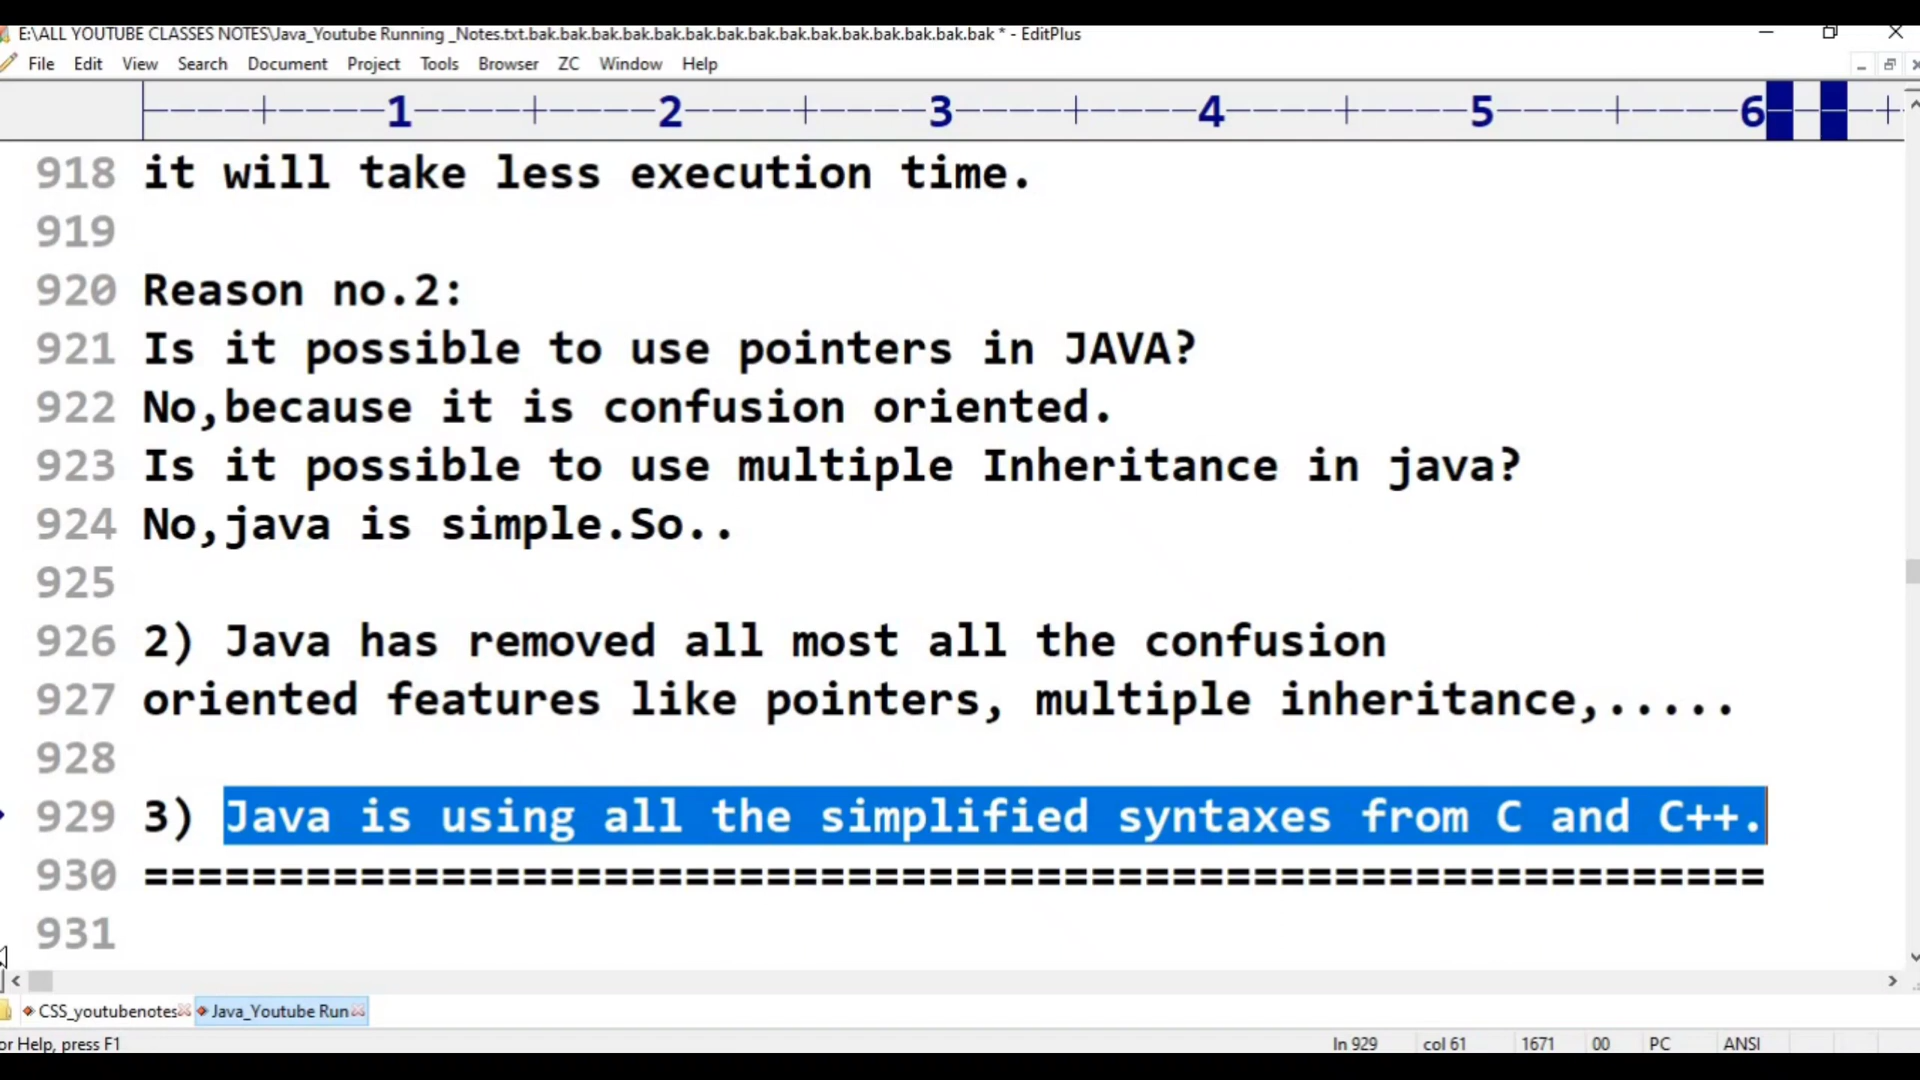 E:\ALL YOUTUBE CLASSES NOTES\Java_Youtube Running _Notes.txt.bak.bak.bak.bak.bak.bak.bak.bak.bak.bak.bak.bak.bak.bak.bak * - EditPlus
File Edit View Search Document Project Tools Browser ZC Window Help
----+----1----+----2----+----3----+----4----+----5----+----6----+
918 it will take less execution time.
919
920 Reason no.2:
921 Is it possible to use pointers in JAVA?
922 No,because it is confusion oriented.
923 Is it possible to use multiple Inheritance in java?
924 No,java is simple.So..
925
926 2) Java has removed all most all the confusion
927 oriented features like pointers, multiple inheritance,.....
928
929 3) Java is using all the simplified syntaxes from C and C++.
930 ============================================================
931
CSS_youtubenotes Java_Youtube Run
or Help, press F1 ln 929 col 61 1671 00 PC ANSI